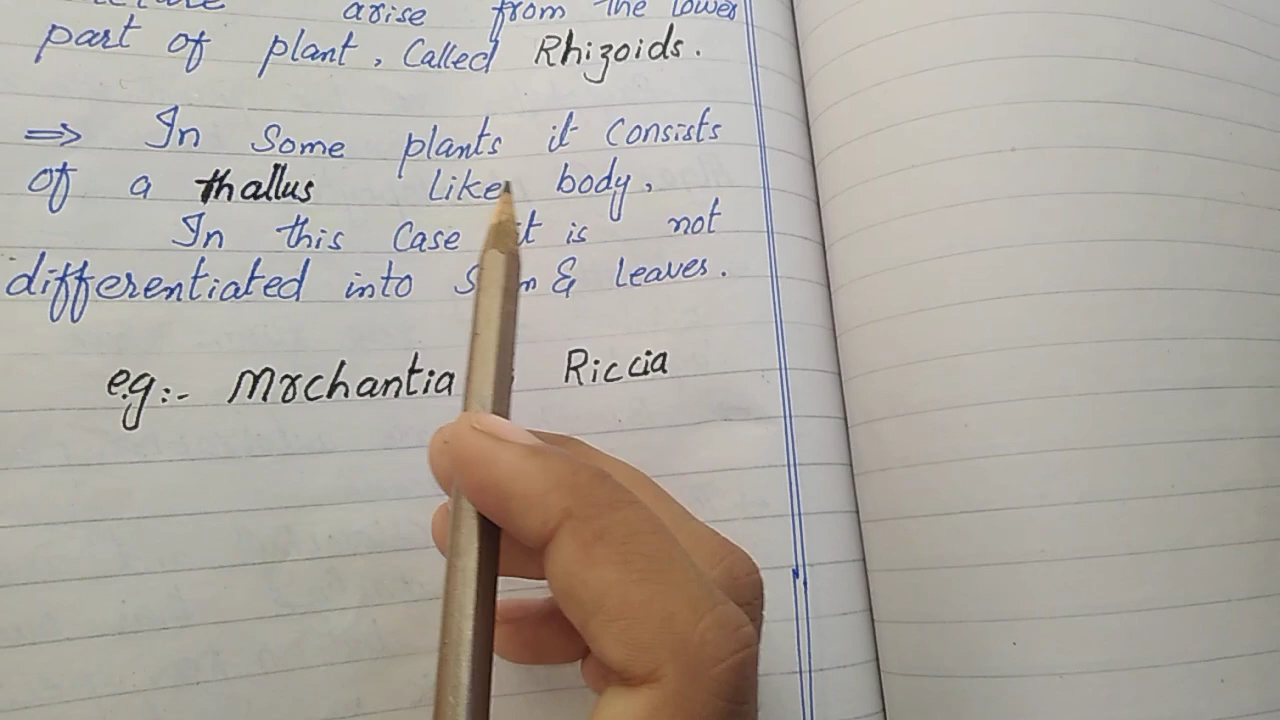 arise from the lower
part of plant, Called Rhizoids.
⇒ In Some plants it Consists
of a thallus like body.
In this Case it is not
differentiated into & leaves.
e.g:- Mrchantia Riccia